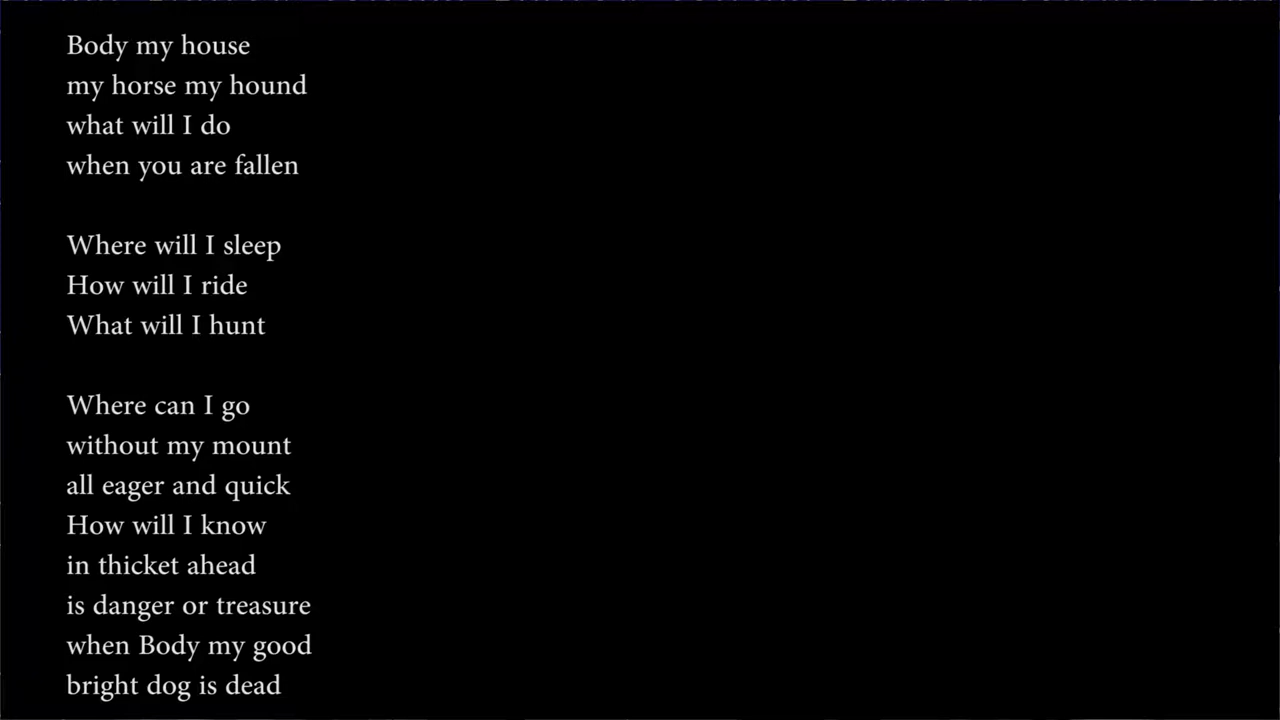 Body my house
my horse my hound
what will I do
when you are fallen

Where will I sleep
How will I ride
What will I hunt

Where can I go
without my mount
all eager and quick
How will I know
in thicket ahead
is danger or treasure
when Body my good
bright dog is dead